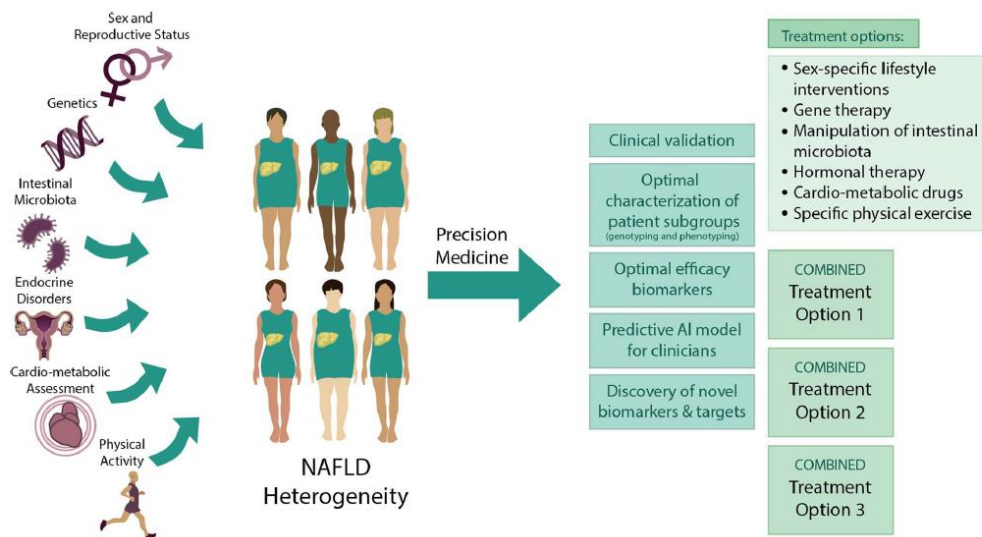 Sex and
Reproductive Status
Genetics
Intestinal
Microbiota
Endocrine
Disorders
Cardio-metabolic
Assessment
Physical
Activity
NAFLD
Heterogeneity
Precision
Medicine
Clinical validation
Optimal
characterization of
patient subgroups
(genotyping and phenotyping)
Optimal efficacy
biomarkers
Predictive AI model
for clinicians
Discovery of novel
biomarkers & targets
Treatment options:
• Sex-specific lifestyle
interventions
• Gene therapy
• Manipulation of intestinal
microbiota
• Hormonal therapy
• Cardio-metabolic drugs
• Specific physical exercise
COMBINED
Treatment
Option 1
COMBINED
Treatment
Option 2
COMBINED
Treatment
Option 3